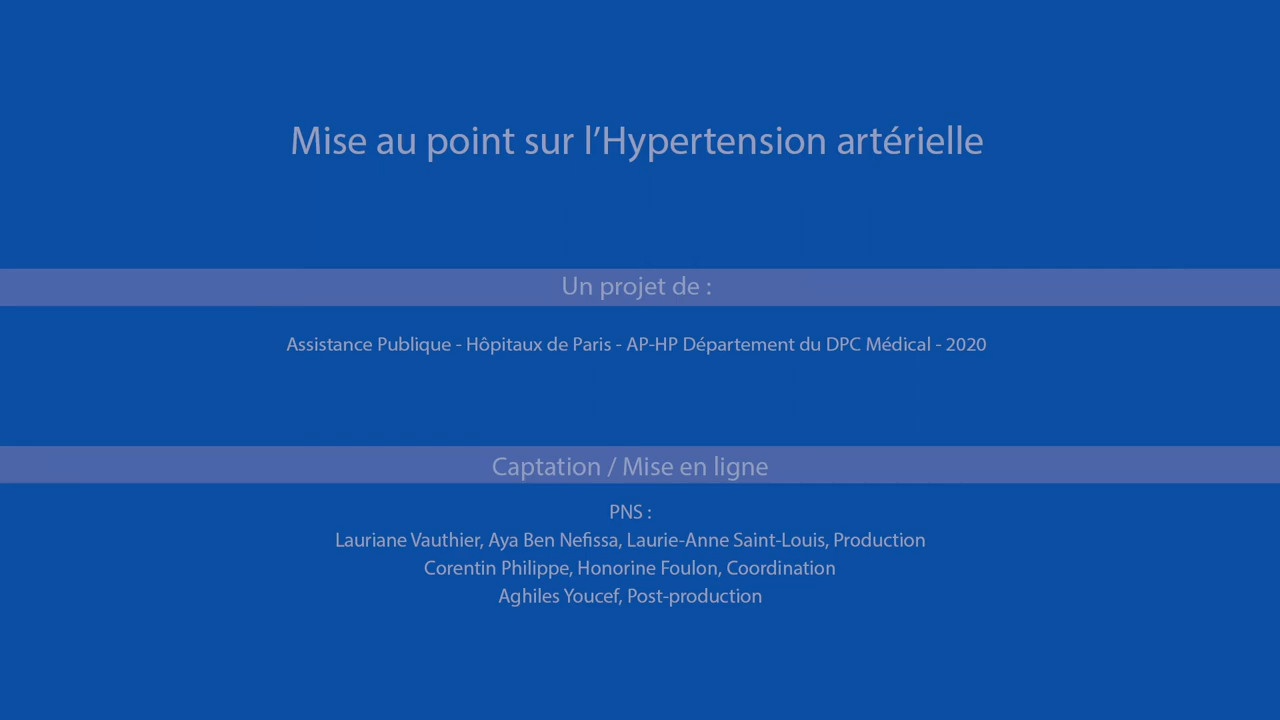 Mise au point sur l’Hypertension artérielle
Un projet de :
Assistance Publique - Hôpitaux de Paris - AP-HP Département du DPC Médical - 2020
Captation / Mise en ligne
PNS :
Lauriane Vauthier, Aya Ben Nefissa, Laurie-Anne Saint-Louis, Production
Corentin Philippe, Honorine Foulon, Coordination
Aghiles Youcef, Post-production